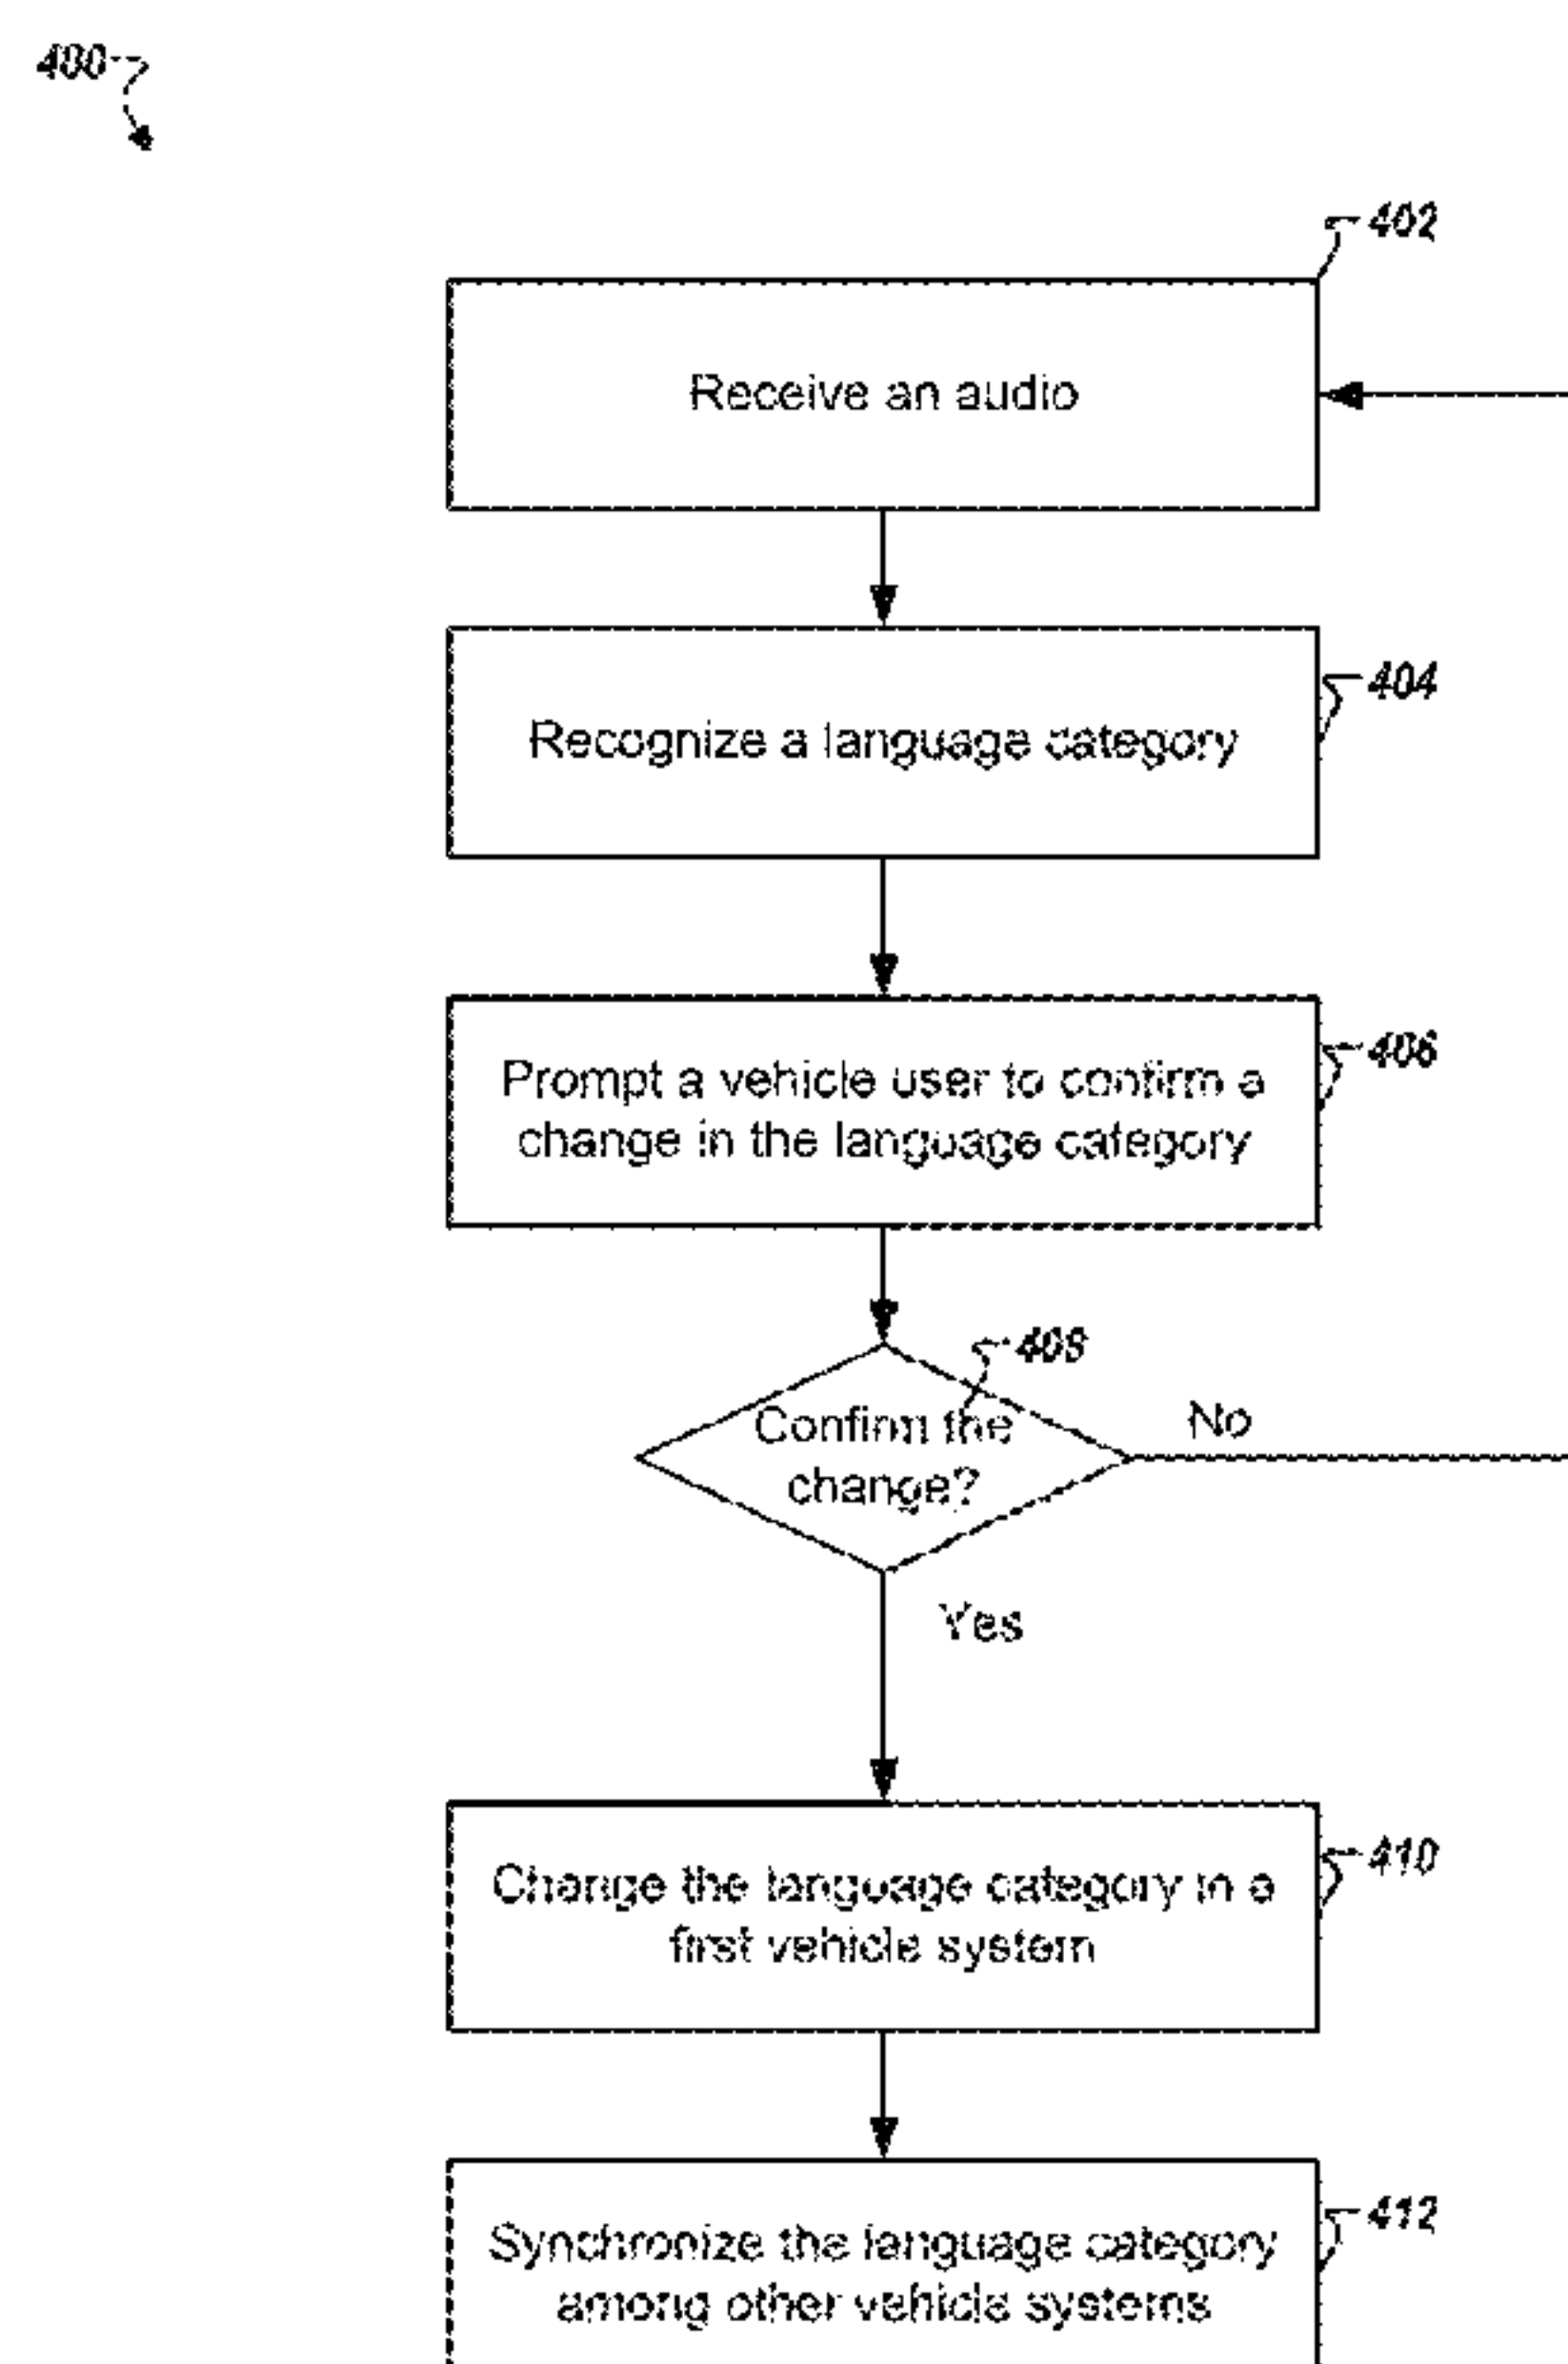 400
402
Receive an audio
404
Recognize a language category
406
Prompt a vehicle user to confirm a
change in the language category
408
Confirm the
change?
No
Yes
410
Change the language category in a
first vehicle system
412
Synchronize the language category
among other vehicle systems